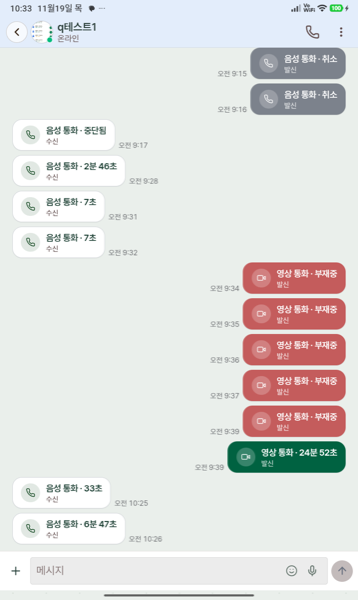 10:33 11월19일 목
Vo WiFi 100
q테스트1
온라인
음성 통화 · 취소
발신
오전 9:15
음성 통화 · 취소
발신
오전 9:16
음성 통화 · 중단됨
수신
오전 9:17
음성 통화 · 2분 46초
수신
오전 9:28
음성 통화 · 7초
수신
오전 9:31
음성 통화 · 7초
수신
오전 9:32
영상 통화 · 부재중
발신
오전 9:34
영상 통화 · 부재중
발신
오전 9:35
영상 통화 · 부재중
발신
오전 9:36
영상 통화 · 부재중
발신
오전 9:37
영상 통화 · 부재중
발신
오전 9:39
영상 통화 · 24분 52초
발신
오전 9:39
음성 통화 · 33초
수신
오전 10:25
음성 통화 · 6분 47초
수신
오전 10:26
메시지